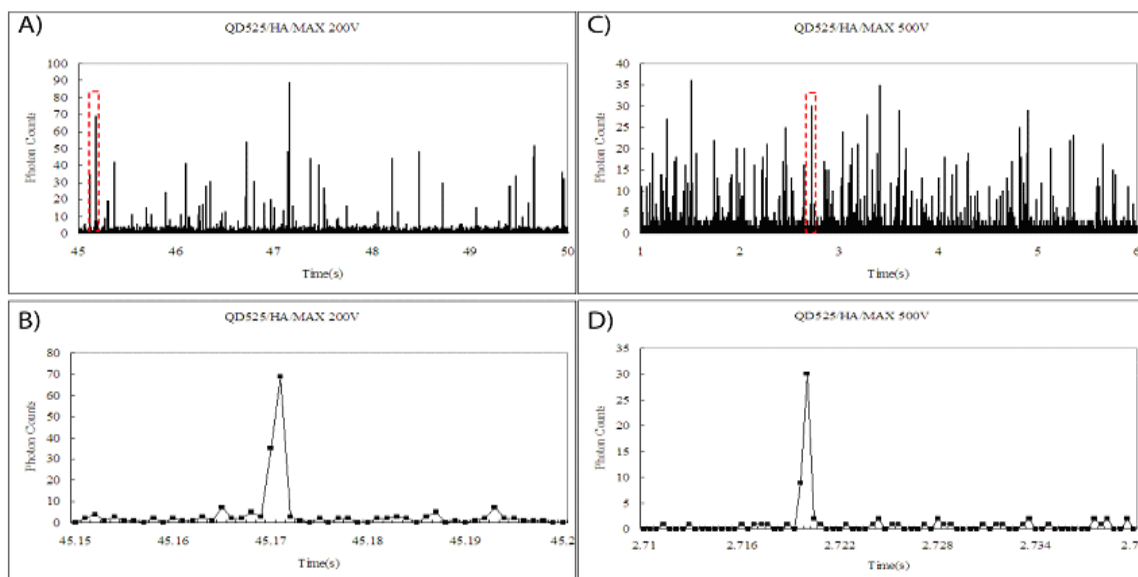 A)
QD525/HA/MAX 200V
100
90
80
70
60
50
40
30
20
10
0
Photon Counts
45 46 47 48 49 50
Time(s)
C)
QD525/HA/MAX 500V
40
35
30
25
20
15
10
5
0
Photon Counts
1 2 3 4 5 6
Time(s)
B)
QD525/HA/MAX 200V
80
70
60
50
40
30
20
10
0
Photon Counts
45.15 45.16 45.17 45.18 45.19 45.2
Time(s)
D)
QD525/HA/MAX 500V
35
30
25
20
15
10
5
0
Photon Counts
2.71 2.716 2.722 2.728 2.734
Time(s)